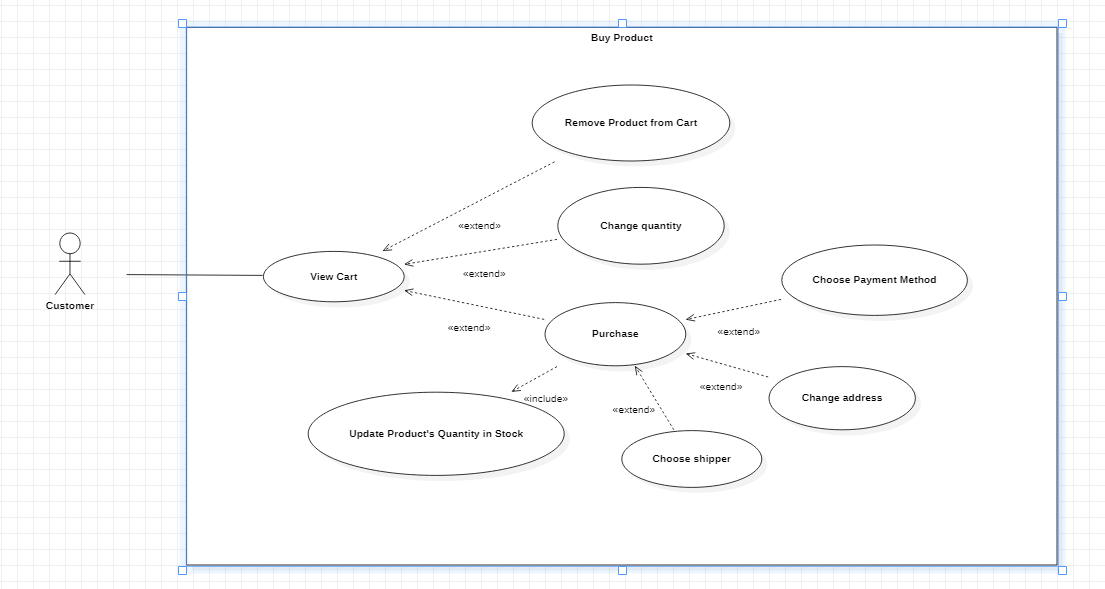 Buy Product
Remove Product from Cart
«extend»
Change quantity
«extend»
View Cart
Customer
Choose Payment Method
«extend»
Purchase
«extend»
«extend»
Change address
«include»
«extend»
Update Product's Quantity in Stock
Choose shipper